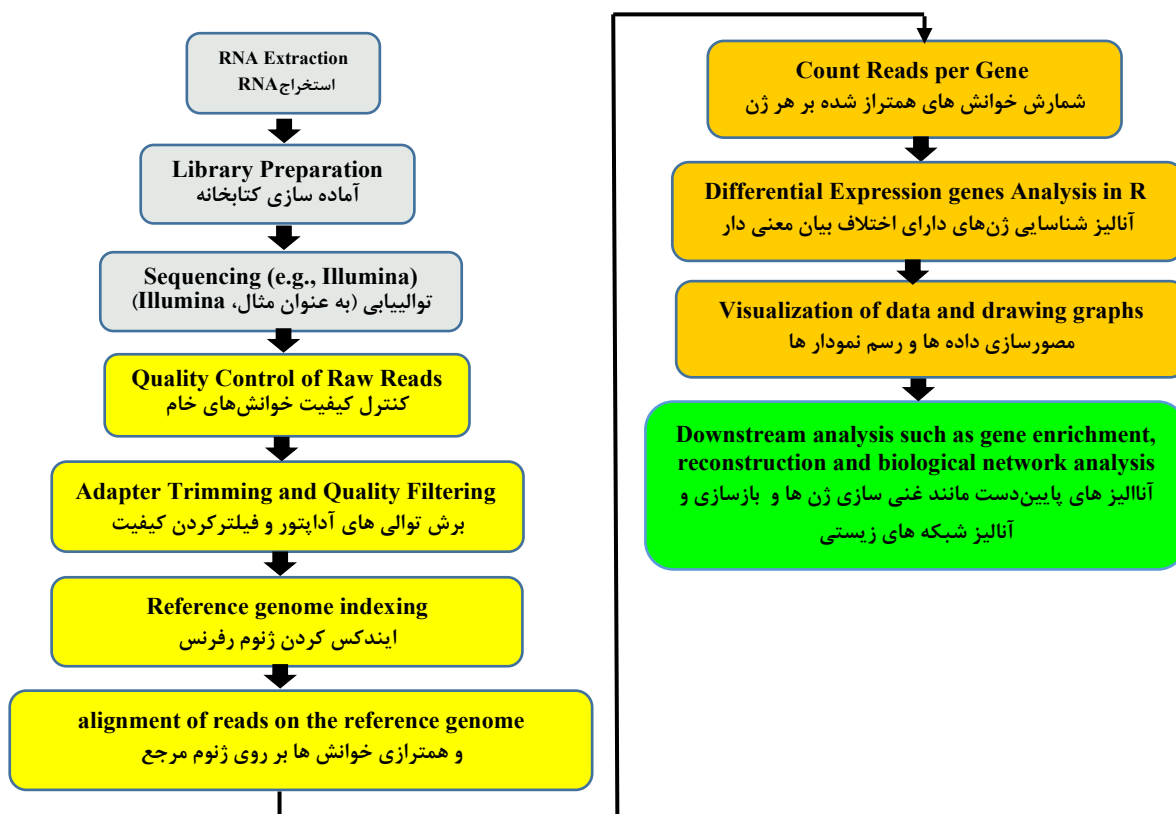 RNA Extraction
استخراج RNA
Library Preparation
آماده سازی کتابخانه
Sequencing (e.g., Illumina)
توالییابی (به عنوان مثال، Illumina)
Quality Control of Raw Reads
کنترل کیفیت خوانش‌های خام
Adapter Trimming and Quality Filtering
برش توالی های آداپتور و فیلترکردن کیفیت
Reference genome indexing
ایندکس کردن ژنوم رفرنس
alignment of reads on the reference genome
و همترازی خوانش ها بر روی ژنوم مرجع
Count Reads per Gene
شمارش خوانش های همتراز شده بر هر ژن
Differential Expression genes Analysis in R
آنالیز شناسایی ژن‌های دارای اختلاف بیان معنی دار
Visualization of data and drawing graphs
مصورسازی داده ها و رسم نمودار ها
Downstream analysis such as gene enrichment,
reconstruction and biological network analysis
آناالیز های پایین‌دست مانند غنی سازی ژن ها و بازسازی و
آنالیز شبکه های زیستی